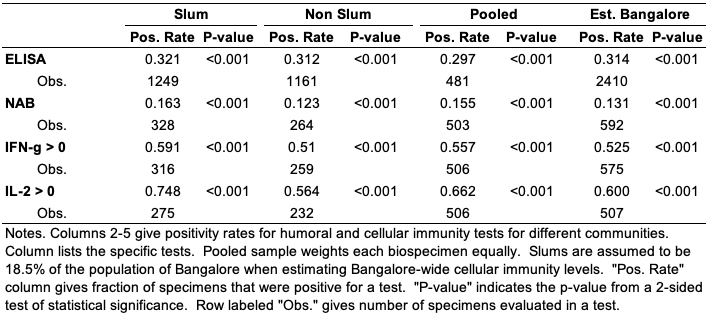 Slum Non Slum Pooled Est. Bangalore
Pos. Rate P-value Pos. Rate P-value Pos. Rate P-value Pos. Rate P-value
ELISA 0.321 <0.001 0.312 <0.001 0.297 <0.001 0.314 <0.001
Obs. 1249 1161 481 2410
NAB 0.163 <0.001 0.123 <0.001 0.155 <0.001 0.131 <0.001
Obs. 328 264 503 592
IFN-g > 0 0.591 <0.001 0.51 <0.001 0.557 <0.001 0.525 <0.001
Obs. 316 259 506 575
IL-2 > 0 0.748 <0.001 0.564 <0.001 0.662 <0.001 0.600 <0.001
Obs. 275 232 506 507
Notes. Columns 2-5 give positivity rates for humoral and cellular immunity tests for different communities.
Column lists the specific tests. Pooled sample weights each biospecimen equally. Slums are assumed to be
18.5% of the population of Bangalore when estimating Bangalore-wide cellular immunity levels. "Pos. Rate"
column gives fraction of specimens that were positive for a test. "P-value" indicates the p-value from a 2-sided
test of statistical significance. Row labeled "Obs." gives number of specimens evaluated in a test.